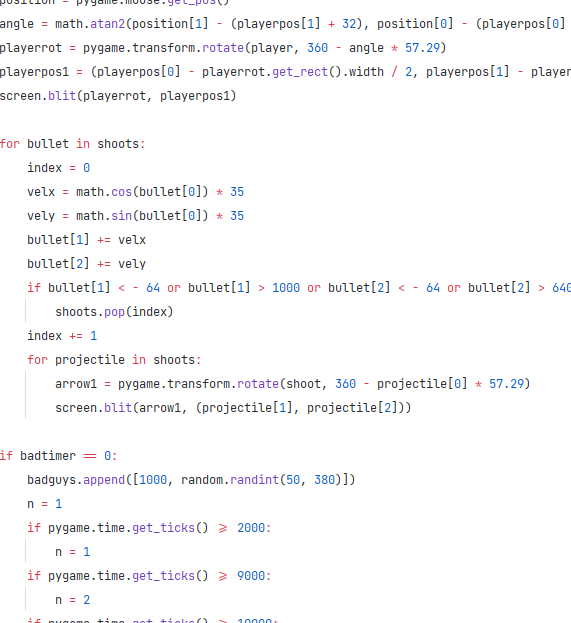 position = pygame.mouse.get_pos()
angle = math.atan2(position[1] - (playerpos[1] + 32), position[0] - (playerpos[0]
playerrot = pygame.transform.rotate(player, 360 - angle * 57.29)
playerpos1 = (playerpos[0] - playerrot.get_rect().width / 2, playerpos[1] - player
screen.blit(playerrot, playerpos1)
for bullet in shoots:
index = 0
velx = math.cos(bullet[0]) * 35
vely = math.sin(bullet[0]) * 35
bullet[1] += velx
bullet[2] += vely
if bullet[1] < - 64 or bullet[1] > 1000 or bullet[2] < - 64 or bullet[2] > 640
shoots.pop(index)
index += 1
for projectile in shoots:
arrow1 = pygame.transform.rotate(shoot, 360 - projectile[0] * 57.29)
screen.blit(arrow1, (projectile[1], projectile[2]))
if badtimer == 0:
badguys.append([1000, random.randint(50, 380)])
n = 1
if pygame.time.get_ticks() ⩾ 2000:
n = 1
if pygame.time.get_ticks() ⩾ 9000:
n = 2
if pygame.time.get_ticks() ⩾ 10000: